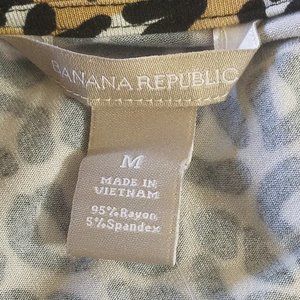 BANANA REPUBLIC
M
MADE IN
VIETNAM
95% Rayon
5% Spandex